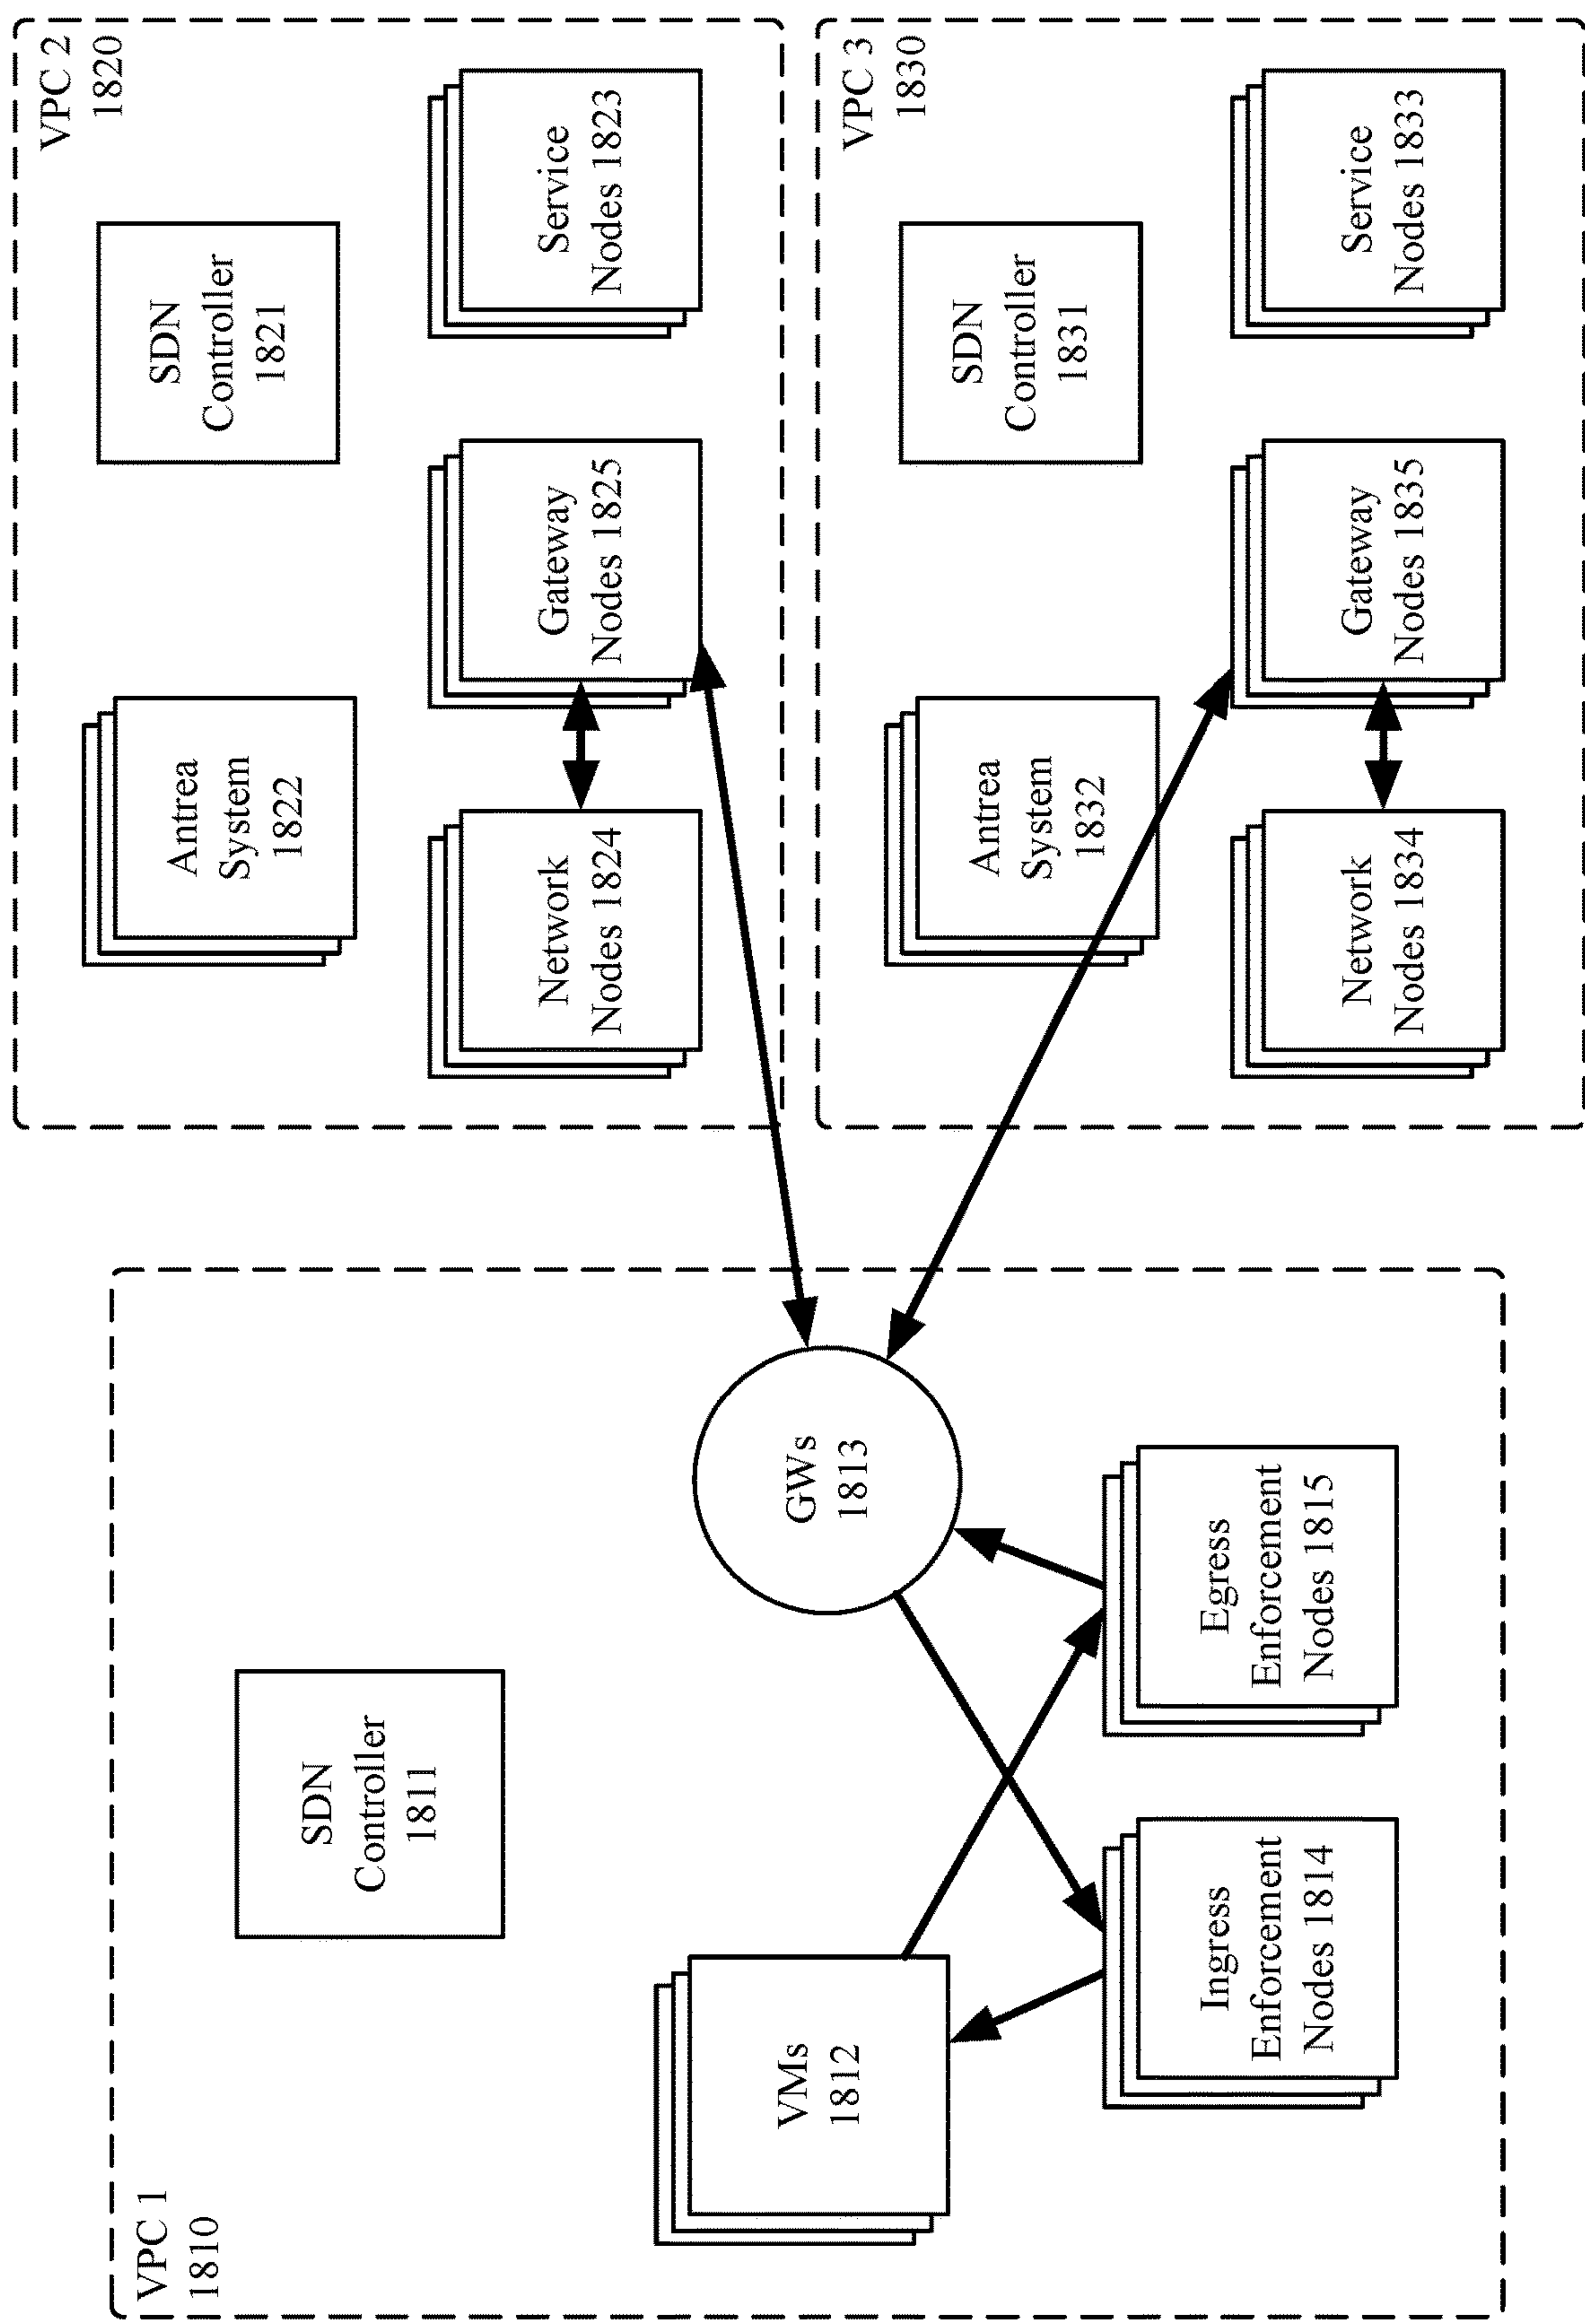 VPC 1
1810
SDN
Controller
1811
VMs
1812
GWs
1813
Ingress
Enforcement
Nodes 1814
Egress
Enforcement
Nodes 1815
VPC 2
1820
Antrea
System
1822
SDN
Controller
1821
Network
Nodes 1824
Gateway
Nodes 1825
Service
Nodes 1823
VPC 3
1830
Antrea
System
1832
SDN
Controller
1831
Network
Nodes 1834
Gateway
Nodes 1835
Service
Nodes 1833